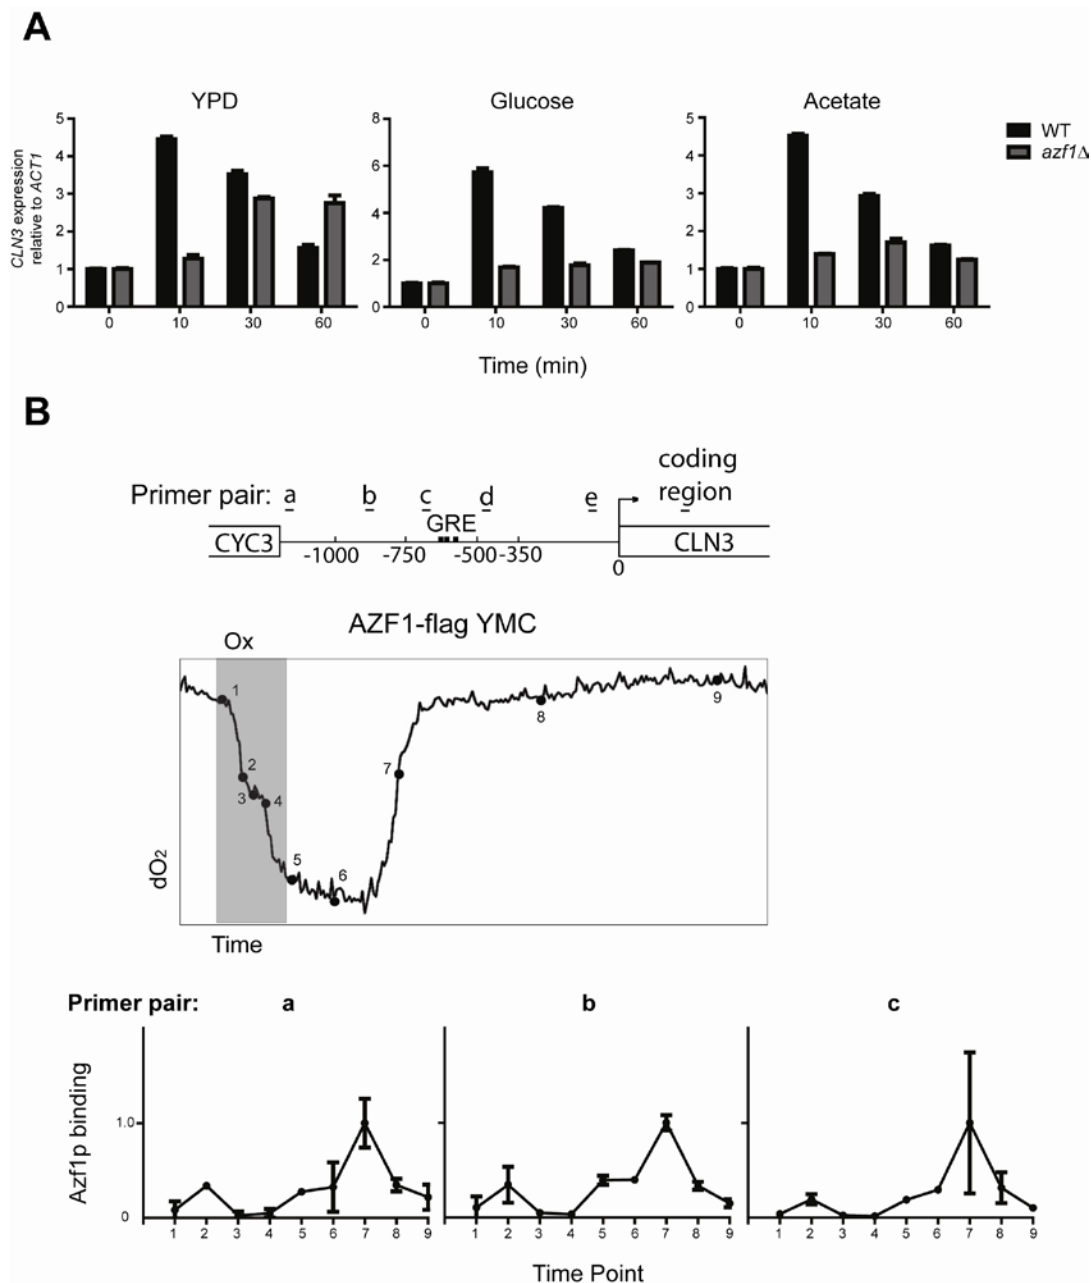 A
YPD
Glucose
Acetate
WT
azf1Δ
CLN3 expression
relative to ACT1
5
4
3
2
1
0
0
10
30
60
8
6
4
2
0
0
10
30
60
5
4
3
2
1
0
0
10
30
60
Time (min)
B
coding
region
Primer pair:
a
b
c
d
e
GRE
CYC3
-1000
-750
-500
-350
0
CLN3
AZF1-flag YMC
Ox
1
2
3
4
5
6
7
8
9
dO2
Time
Primer pair:
a
b
c
Azf1p binding
1.0
0
1 2 3 4 5 6 7 8 9
1 2 3 4 5 6 7 8 9
1 2 3 4 5 6 7 8 9
Time Point